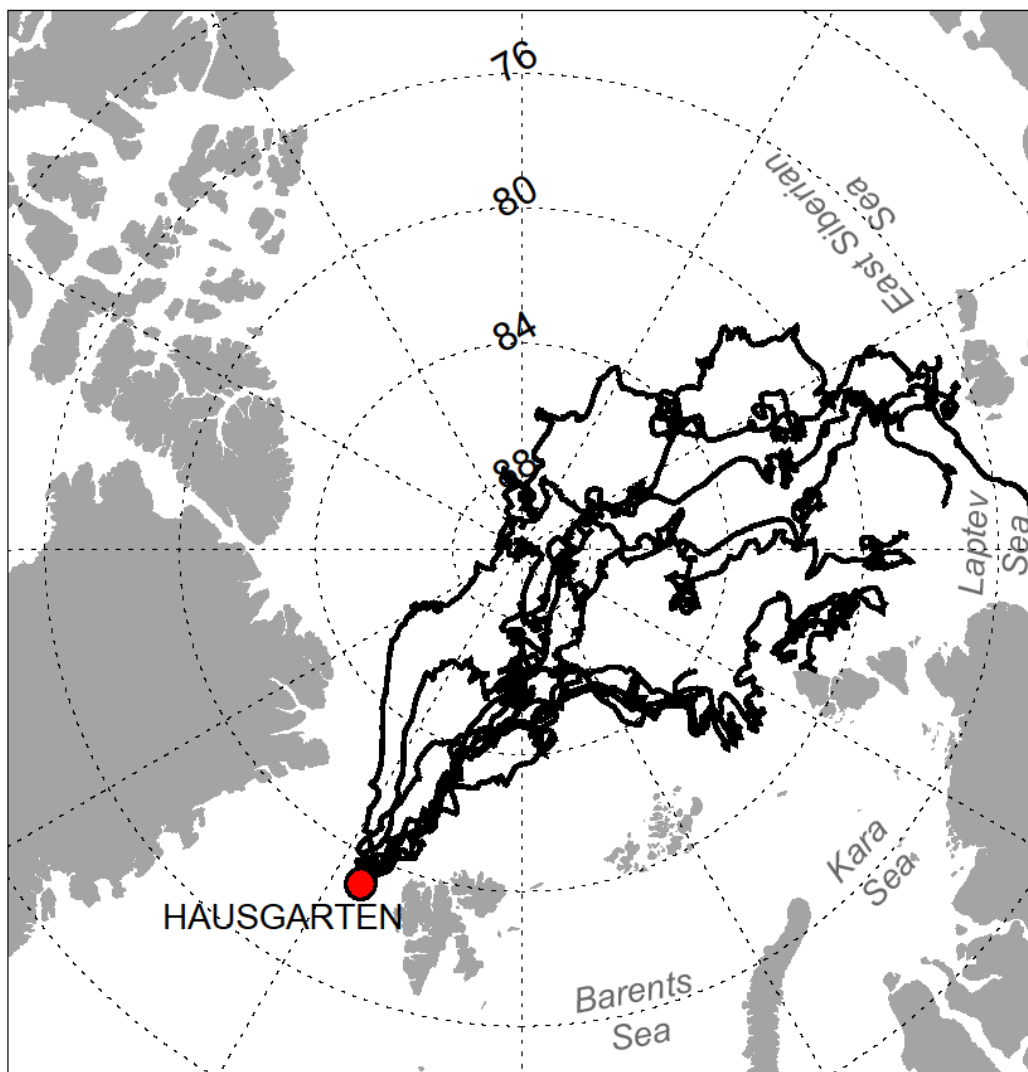 76
80
84
88
East Siberian
Sea
Laptev
Sea
Kara
Sea
HAUSGARTEN
Barents
Sea